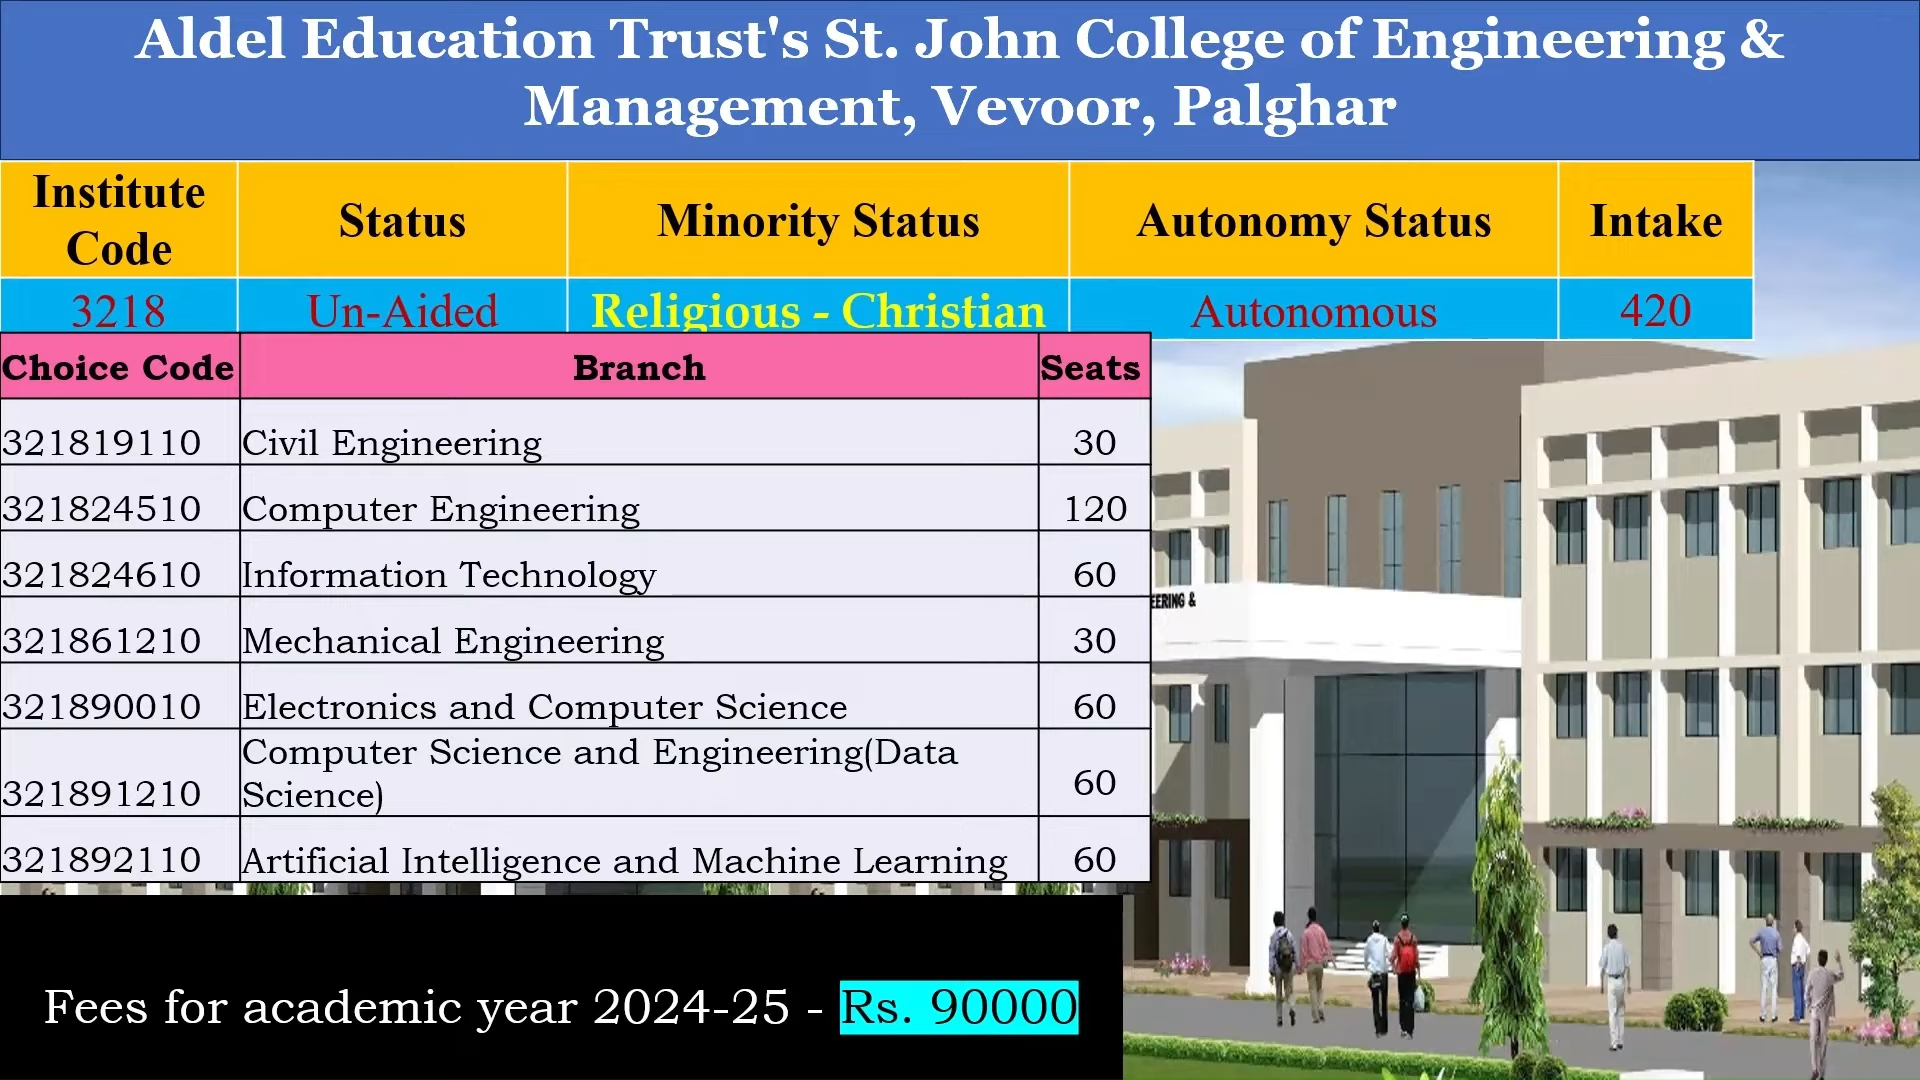 Aldel Education Trust's St. John College of Engineering &
Management, Vevoor, Palghar
Institute Code Status Minority Status Autonomy Status Intake
3218 Un-Aided Religious - Christian Autonomous 420
Choice Code Branch Seats
321819110 Civil Engineering 30
321824510 Computer Engineering 120
321824610 Information Technology 60
321861210 Mechanical Engineering 30
321890010 Electronics and Computer Science 60
321891210 Computer Science and Engineering(Data Science) 60
321892110 Artificial Intelligence and Machine Learning 60
EERING &
Fees for academic year 2024-25 - Rs. 90000